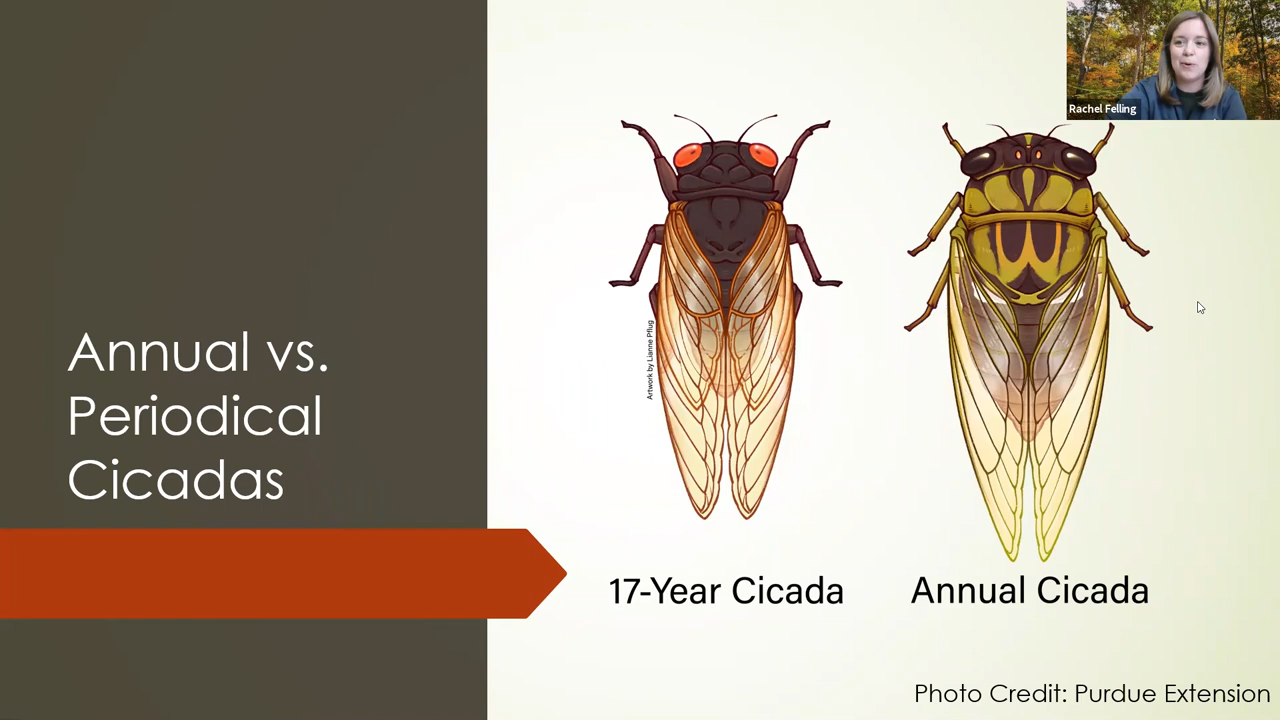 Rachel Felling
Annual vs.
Periodical
Cicadas
Artwork by Lianne Pflug
17-Year Cicada
Annual Cicada
Photo Credit: Purdue Extension